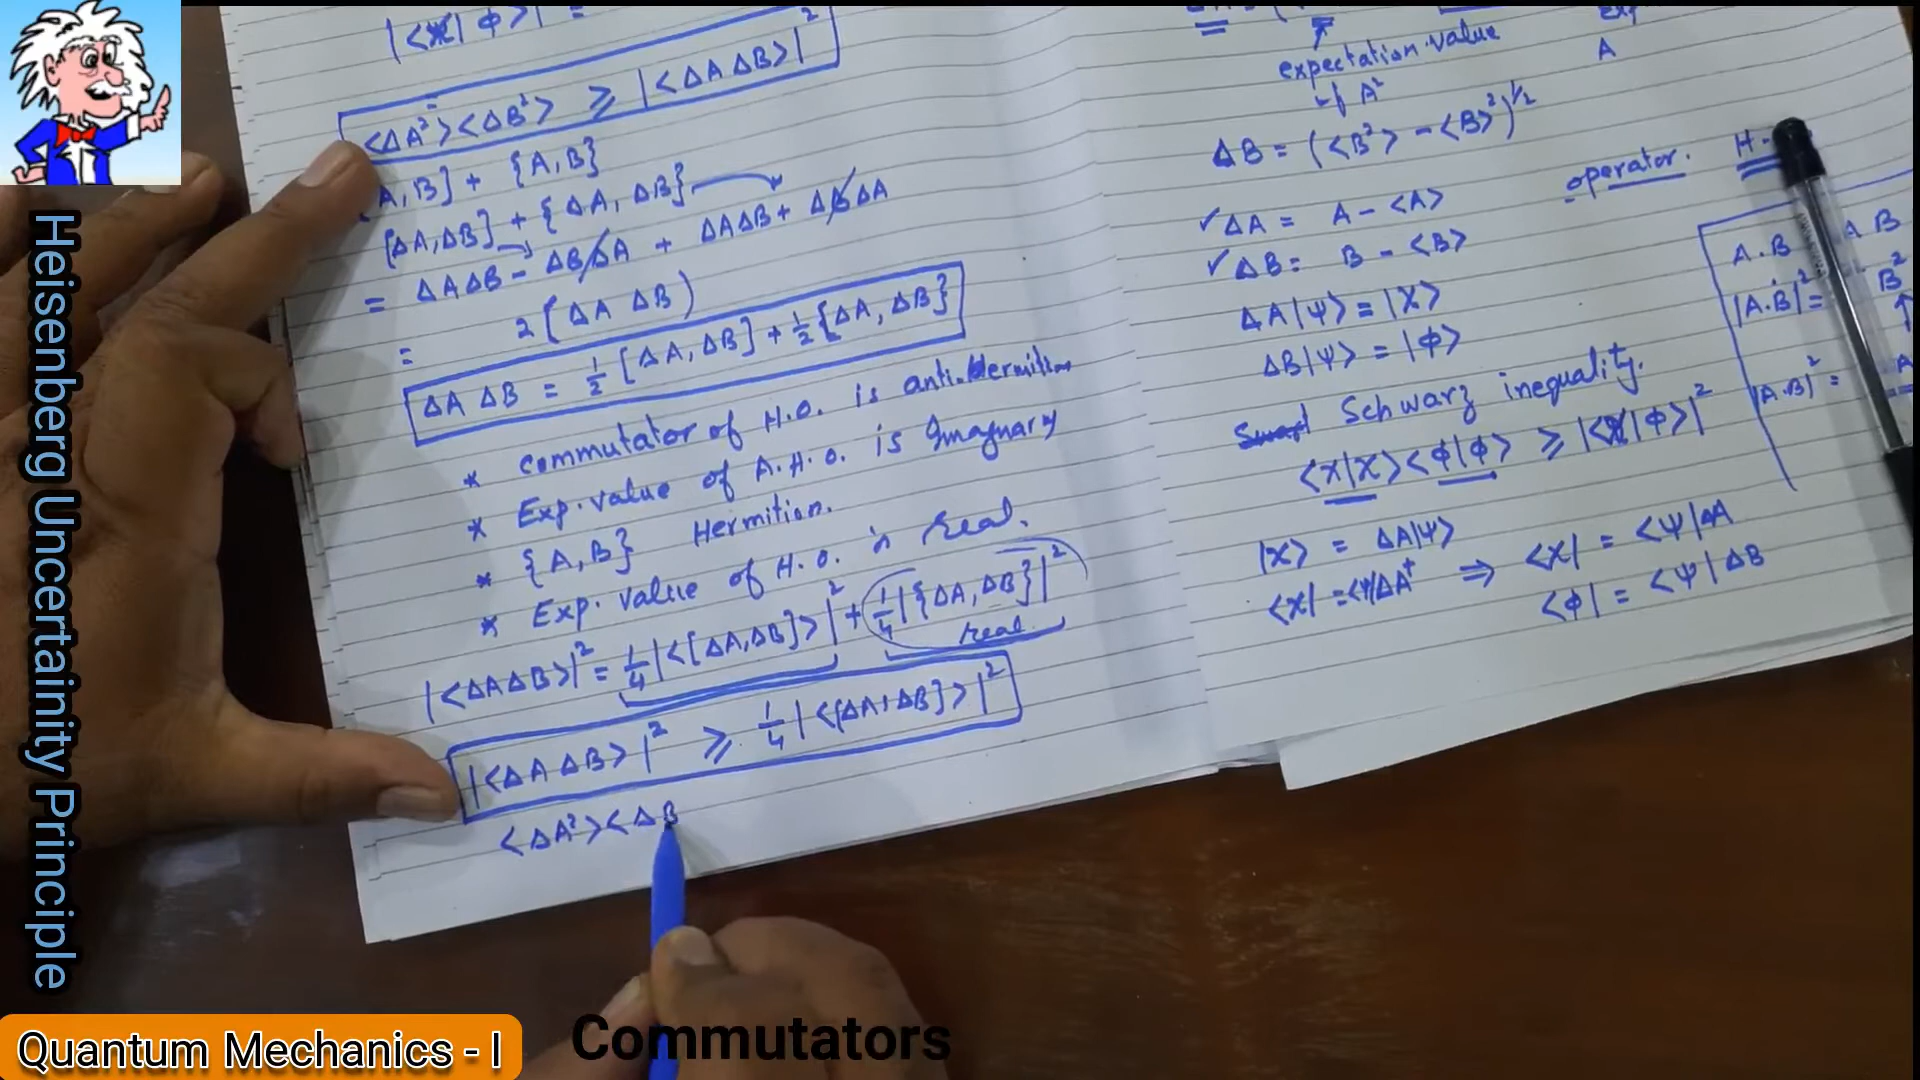 |<X|Φ>| =
<ΔA²><ΔB²> ≥ |<ΔAΔB>|²
A,B] + {A,B}
[ΔA,ΔB] + {ΔA, ΔB}
= ΔAΔB - ΔBΔA + ΔAΔB + ΔBΔA
= 2(ΔA ΔB)
ΔA ΔB = 1/2 [ΔA, ΔB] + 1/2 {ΔA, ΔB}
* commutator of H.O. is anti-Hermition
* Exp. value of A.H.O. is Imaginary
* {A,B} Hermition.
* Exp. value of H.O. is real.
|<ΔAΔB>|² = 1/4 |<[ΔA,ΔB]>|² + 1/4 |{ΔA,ΔB}|²
real
|<ΔA ΔB>|² ≥ 1/4 |<[ΔA,ΔB]>|²
<ΔA²><ΔB
expectation value
of A²
A
ΔB = (<B²> - <B>²)^1/2
operator.
✓ΔA = A - <A>
✓ΔB = B - <B>
ΔA|Ψ> = |X>
ΔB|Ψ> = |Φ>
Schwarz inequality.
<X|X><Φ|Φ> ≥ |<X|Φ>|²
|X> = ΔA|Ψ>
<X| = <Ψ|ΔA† ⇒ <X| = <Ψ|ΔA
<Φ| = <Ψ|ΔB
A.B
A B
|A.B|² =
B²
|A.B|² =
Heisenberg Uncertainity Principle
Quantum Mechanics - I
Commutators